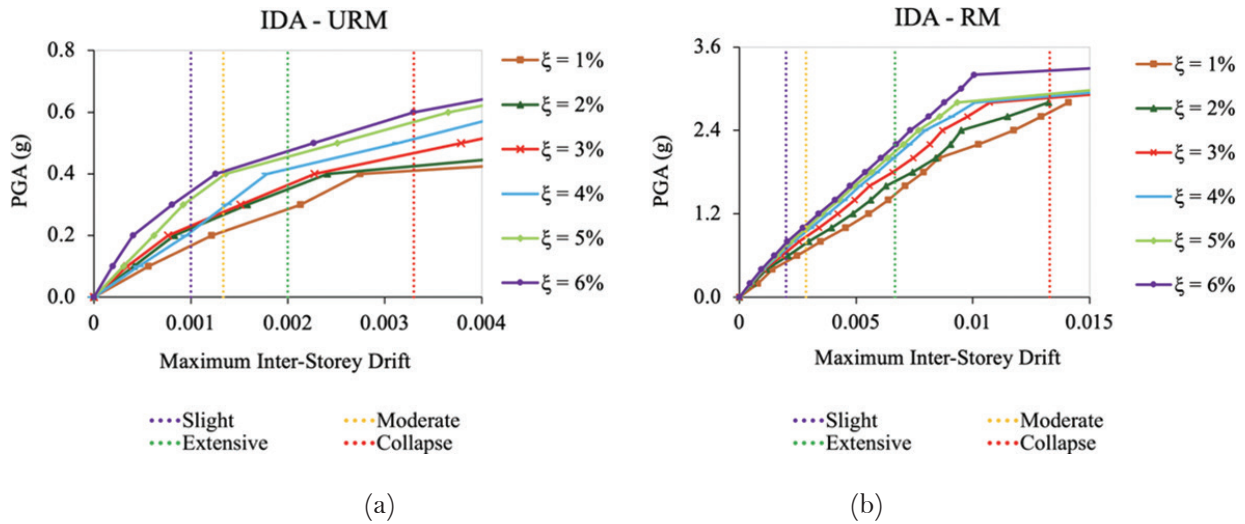 IDA - URM
PGA (g)
0.8
0.6
0.4
0.2
0.0
0
0.001
0.002
0.003
0.004
Maximum Inter-Storey Drift
ξ = 1%
ξ = 2%
ξ = 3%
ξ = 4%
ξ = 5%
ξ = 6%
Slight
Moderate
Extensive
Collapse
(a)
IDA - RM
PGA (g)
3.6
2.4
1.2
0.0
0
0.005
0.01
0.015
Maximum Inter-Storey Drift
ξ = 1%
ξ = 2%
ξ = 3%
ξ = 4%
ξ = 5%
ξ = 6%
Slight
Moderate
Extensive
Collapse
(b)